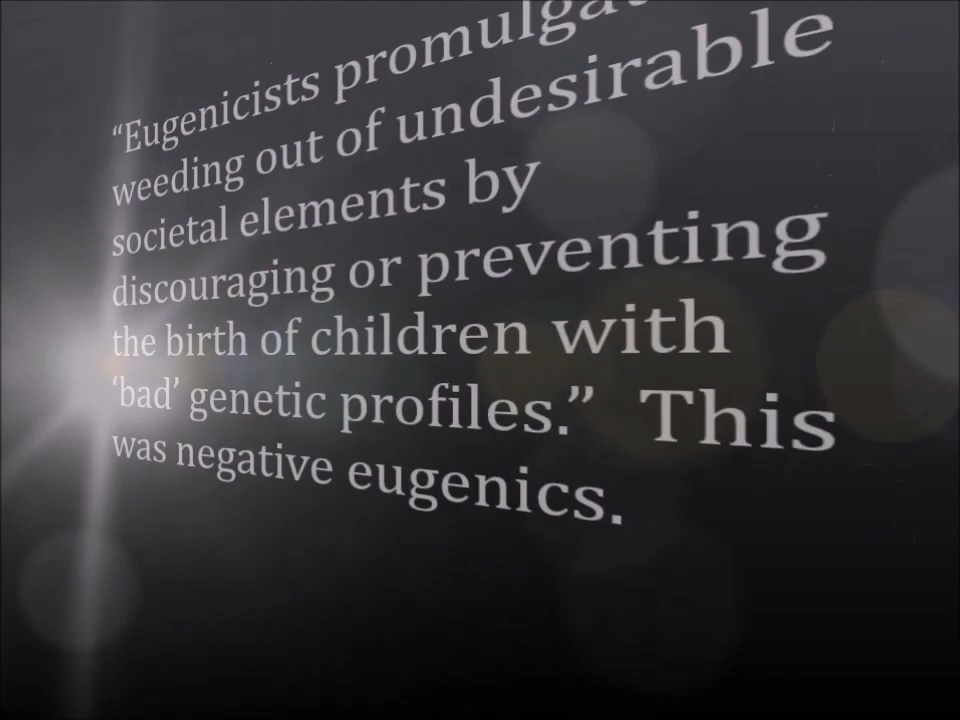 “Eugenicists
weeding out of undesirable
societal elements by
discouraging or preventing
the birth of children with
‘bad’ genetic profiles.”  This
was negative eugenics.